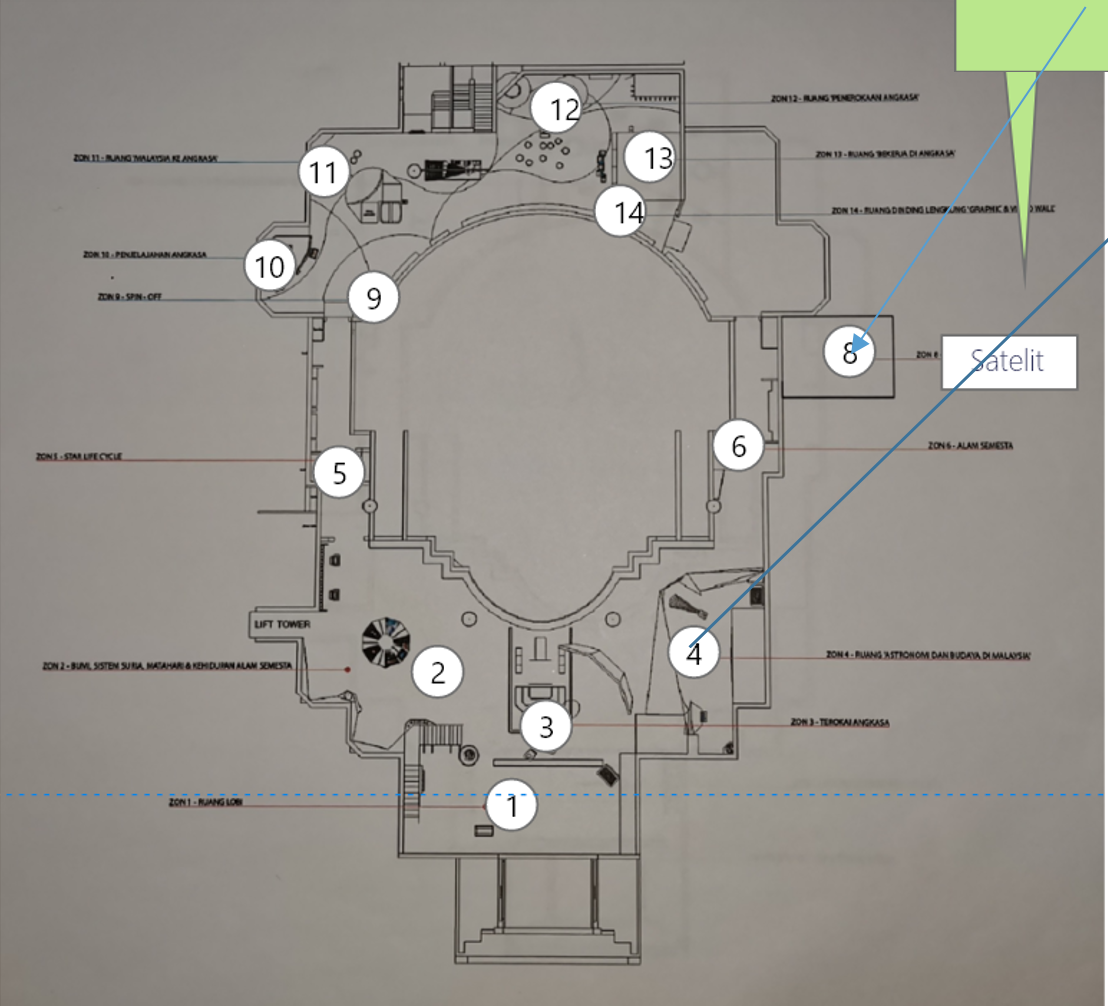 12
ZON 12 - RUANG 'PENEROKAAN ANGKASA'
ZON 11 - RUANG 'MALAYSIA KE ANGKASA'
11
13
ZON 13 - RUANG 'BEKERJA DI ANGKASA'
14
ZON 14 - RUANG DINDING LENGKUNG 'GRAPHIC & WALL'
ZON 10 - PENJELAJAHAN ANGKASA
10
ZON 9 - SPIN - OFF
9
8
ZON 8
Satelit
6
ZON 6 - ALAM SEMESTA
ZON 5 - STAR LIFE CYCLE
5
LIFT TOWER
ZON 2 - BUMI, SISTEM SURIA, MATAHARI & KEHIDUPAN ALAM SEMESTA
2
4
ZON 4 - RUANG 'ASTRONOMI DAN BUDAYA DI MALAYSIA'
3
ZON 3 - TEROKAI ANGKASA
ZON 1 - RUANG LOBI
1